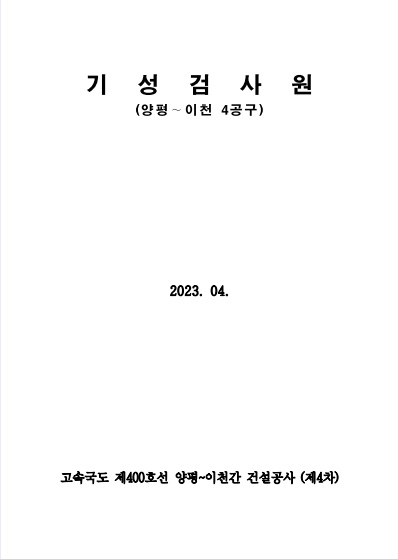 기 성 검 사 원
(양평～이천 4공구)
2023. 04.
고속국도 제400호선 양평~이천간 건설공사 (제4차)